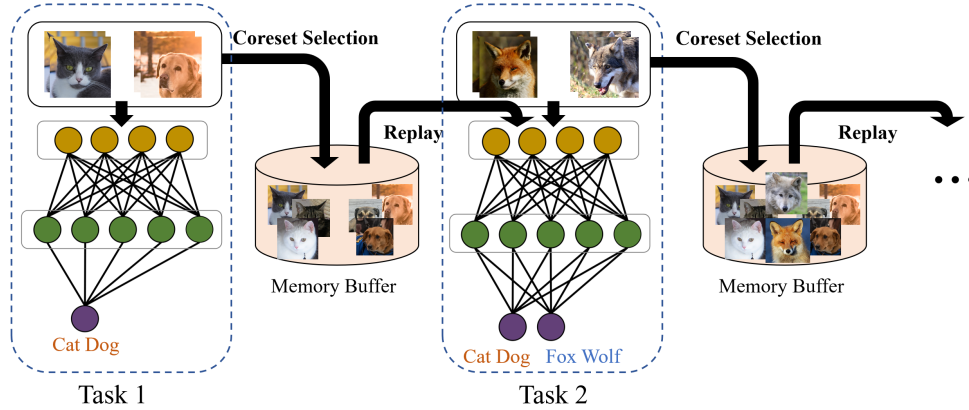 Coreset Selection
Coreset Selection
Replay
Replay
Memory Buffer
Memory Buffer
Cat Dog
Cat Dog
Fox Wolf
Task 1
Task 2